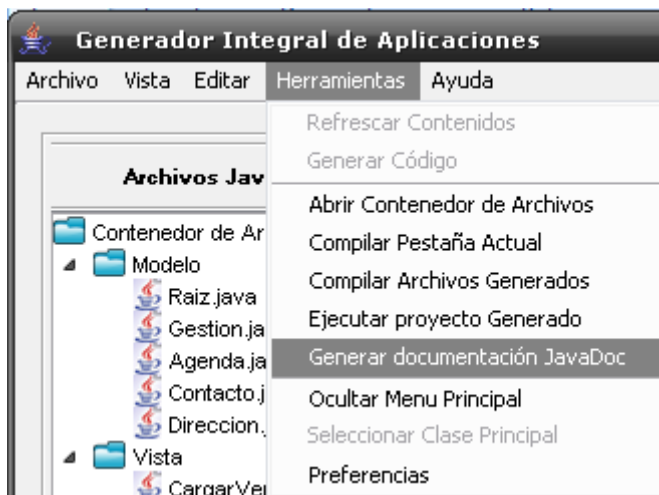 Generador Integral de Aplicaciones
Archivo Vista Editar Herramientas Ayuda
Refrescar Contenidos
Generar Código
Abrir Contenedor de Archivos
Compilar Pestaña Actual
Compilar Archivos Generados
Ejecutar proyecto Generado
Generar documentación JavaDoc
Ocultar Menu Principal
Seleccionar Clase Principal
Preferencias
Archivos Jav
Contenedor de Ar
Modelo
Raiz.java
Gestion.ja
Agenda.ja
Contacto.j
Direccion.
Vista
CargarVe